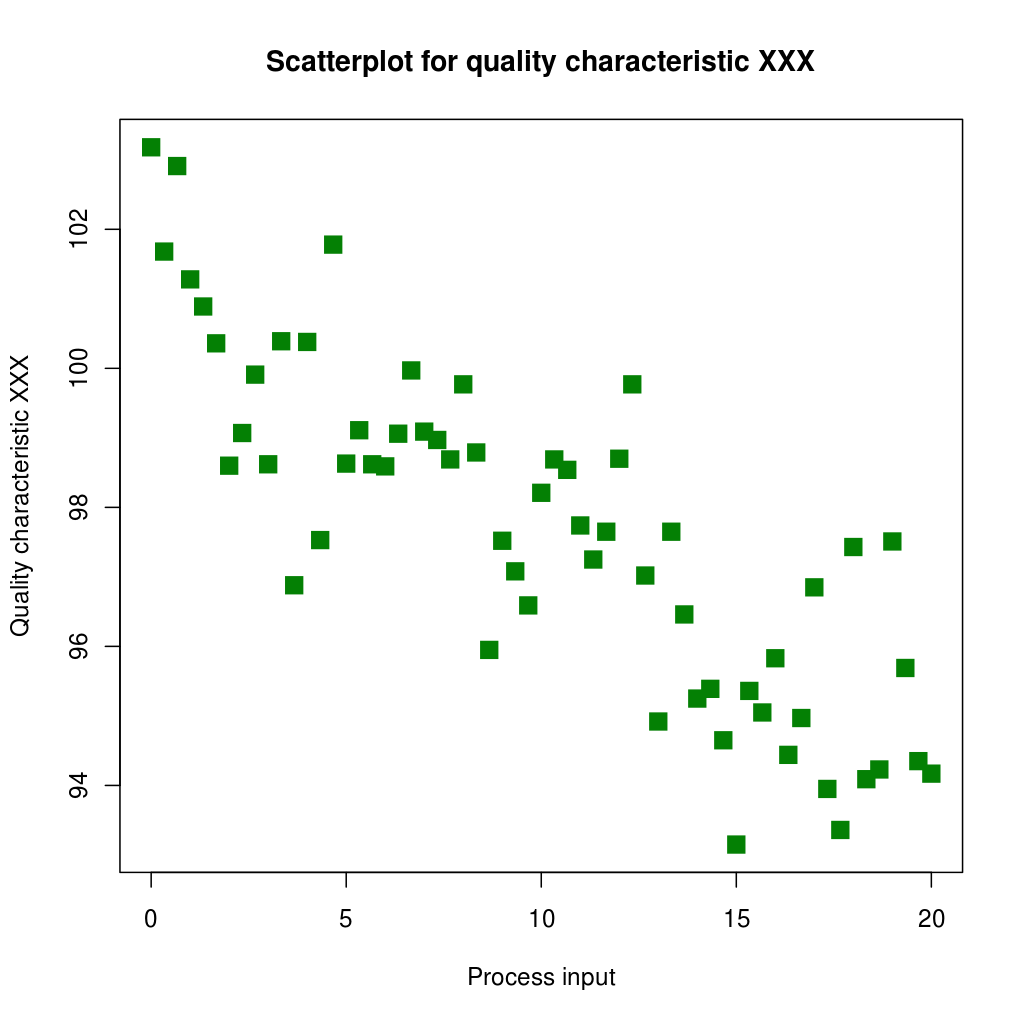 Scatterplot for quality characteristic XXX
Quality characteristic XXX
102
100
98
96
94
0 5 10 15 20
Process input